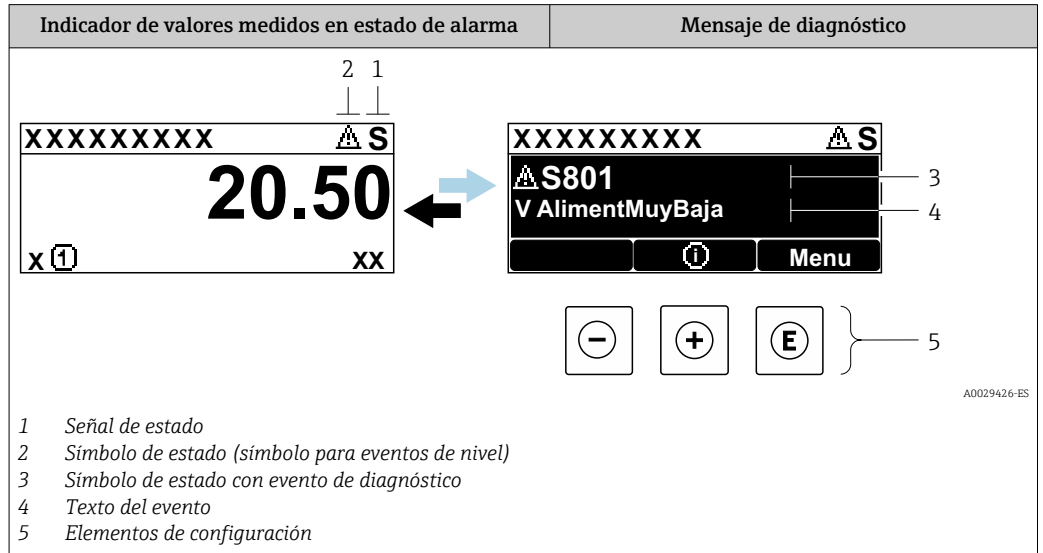 Indicador de valores medidos en estado de alarma
Mensaje de diagnóstico
2 1
XXXXXXXXX ⚠ S
20.50
X 1 XX
XXXXXXXXX ⚠ S
⚠S801
V AlimentMuyBaja
i Menu
3
4
− + E
5
A0029426-ES
1 Señal de estado
2 Símbolo de estado (símbolo para eventos de nivel)
3 Símbolo de estado con evento de diagnóstico
4 Texto del evento
5 Elementos de configuración